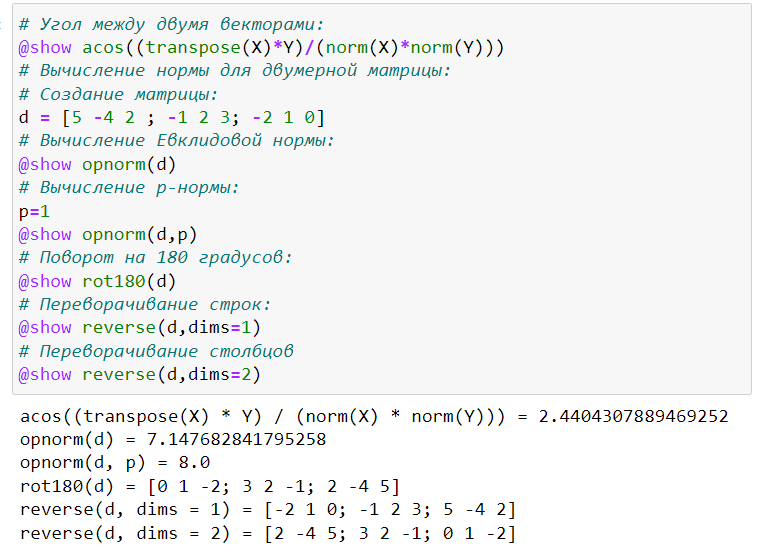 # Угол между двумя векторами:
@show acos((transpose(X)*Y)/(norm(X)*norm(Y)))
# Вычисление нормы для двумерной матрицы:
# Создание матрицы:
d = [5 -4 2 ; -1 2 3; -2 1 0]
# Вычисление Евклидовой нормы:
@show opnorm(d)
# Вычисление p-нормы:
p=1
@show opnorm(d,p)
# Поворот на 180 градусов:
@show rot180(d)
# Переворачивание строк:
@show reverse(d,dims=1)
# Переворачивание столбцов
@show reverse(d,dims=2)
acos((transpose(X) * Y) / (norm(X) * norm(Y))) = 2.4404307889469252
opnorm(d) = 7.147682841795258
opnorm(d, p) = 8.0
rot180(d) = [0 1 -2; 3 2 -1; 2 -4 5]
reverse(d, dims = 1) = [-2 1 0; -1 2 3; 5 -4 2]
reverse(d, dims = 2) = [2 -4 5; 3 2 -1; 0 1 -2]